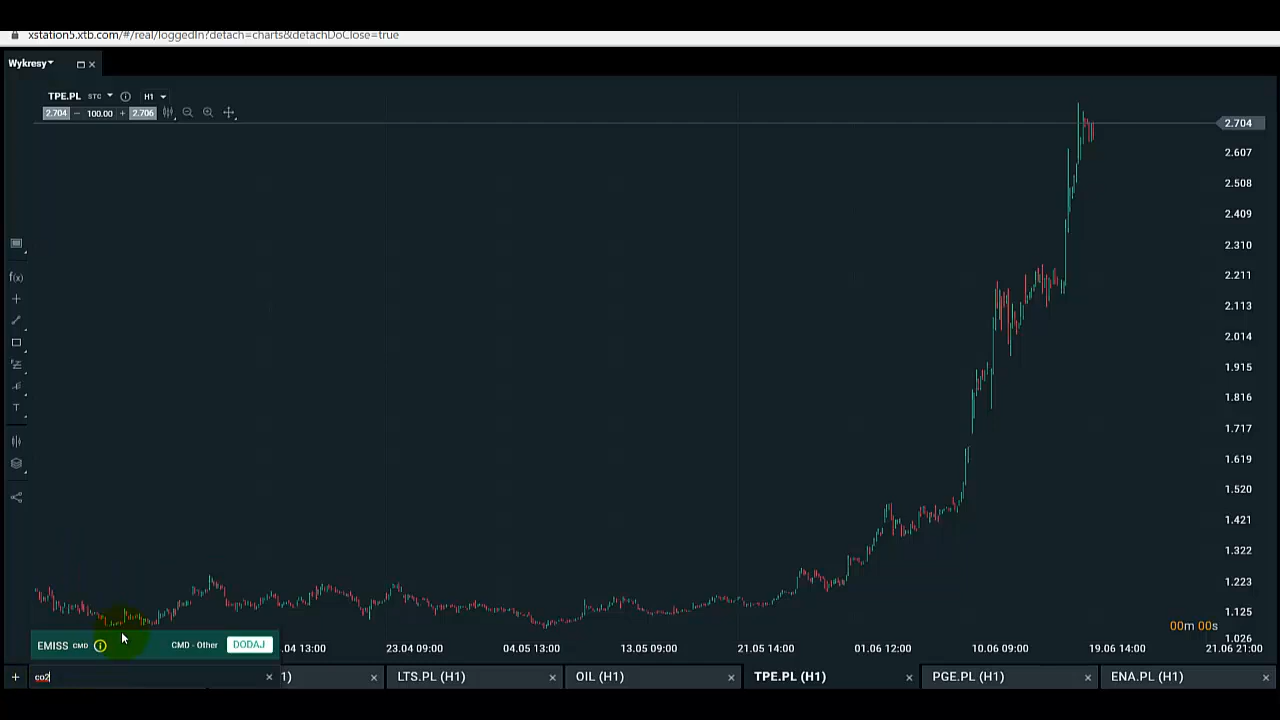 xstation5.xtb.com/#/real/loggedIn?detach=charts&detachDoClose=true
Wykresy
TPE.PL STC H1
2.704 – 100.00 + 2.706
2.704
2.607
2.508
2.409
2.310
2.211
2.113
2.014
1.915
1.816
1.717
1.619
1.520
1.421
1.322
1.223
1.125
1.026
f(x)
T
00m 00s
EMISS CMD CMD - Other DODAJ
.04 13:00 23.04 09:00 04.05 13:00 13.05 09:00 21.05 14:00 01.06 12:00 10.06 09:00 19.06 14:00 21.06 21:00
+ co2 × 1) × LTS.PL (H1) × OIL (H1) × TPE.PL (H1) × PGE.PL (H1) × ENA.PL (H1) ×